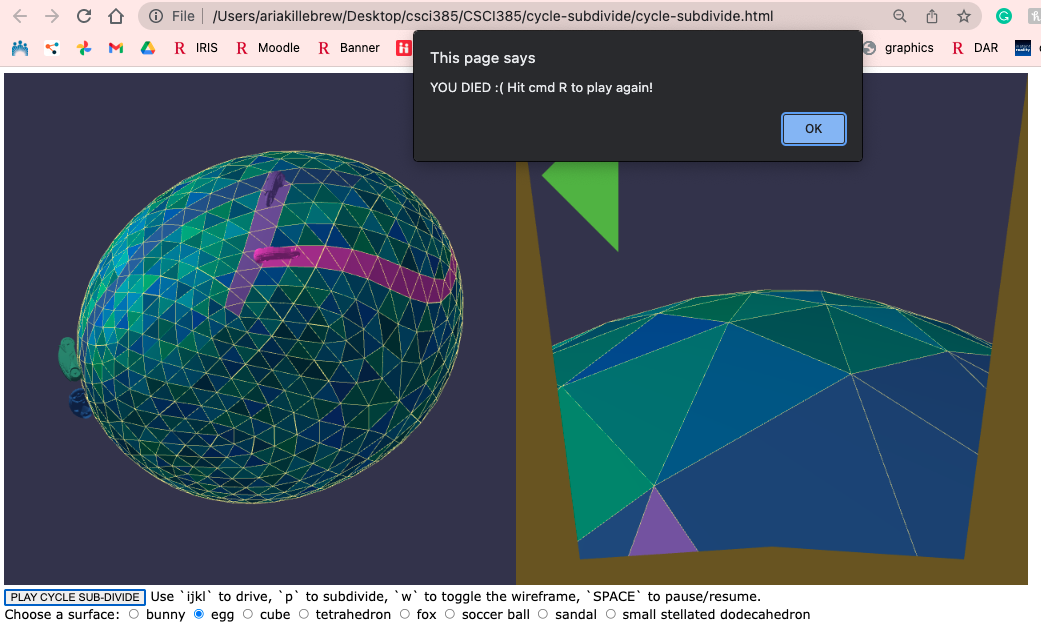 File
/Users/ariakillebrew/Desktop/csci385/CSCI385/cycle-subdivide/cycle-subdivide.html
R IRIS R Moodle R Banner graphics R DAR
This page says
YOU DIED :( Hit cmd R to play again!
OK
PLAY CYCLE SUB-DIVIDE Use `ijkl` to drive, `p` to subdivide, `w` to toggle the wireframe, `SPACE` to pause/resume.
Choose a surface: bunny egg cube tetrahedron fox soccer ball sandal small stellated dodecahedron